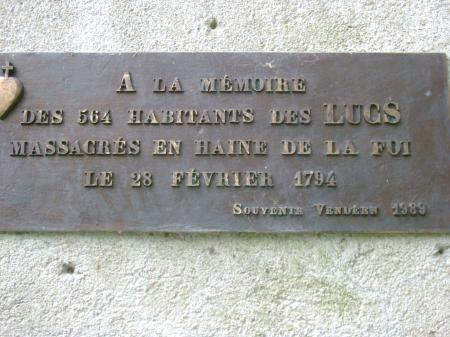 A LA MÉMOIRE
DES 564 HABITANTS DES LUCS
MASSACRÉS EN HAINE DE LA FOI
LE 28 FÉVRIER 1794
SOUVENIR VENDÉEN 1989